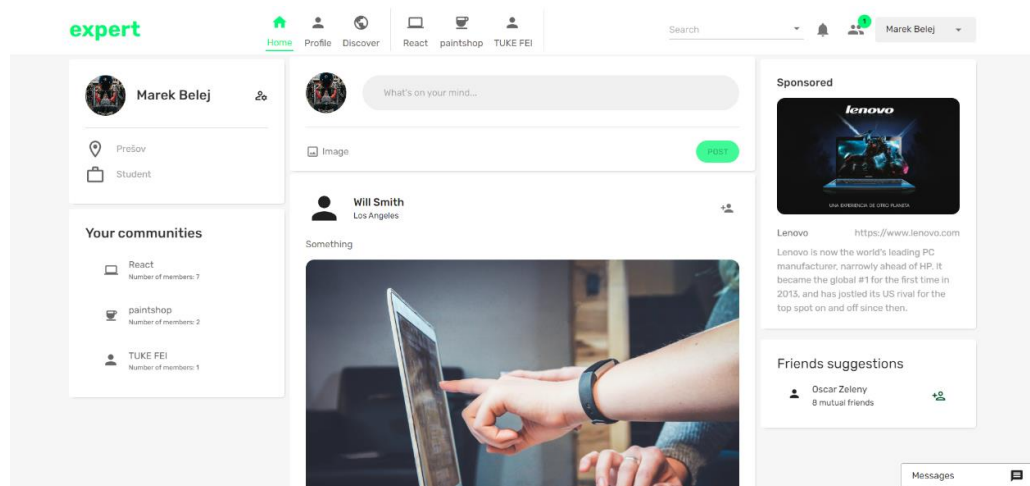 expert
Home Profile Discover React paintshop TUKE FEI
Search
1
Marek Belej
Marek Belej
Prešov
Student
Your communities
React
Number of members: 7
paintshop
Number of members: 2
TUKE FEI
Number of members: 1
What's on your mind...
Image
POST
Will Smith
Los Angeles
Something
Sponsored
lenovo
UNA EXPERIENCIA DE OTRO PLANETA
Lenovo https://www.lenovo.com
Lenovo is now the world's leading PC
manufacturer, narrowly ahead of HP. It
became the global #1 for the first time in
2013, and has jostled its US rival for the
top spot on and off since then.
Friends suggestions
Oscar Zeleny
8 mutual friends
Messages